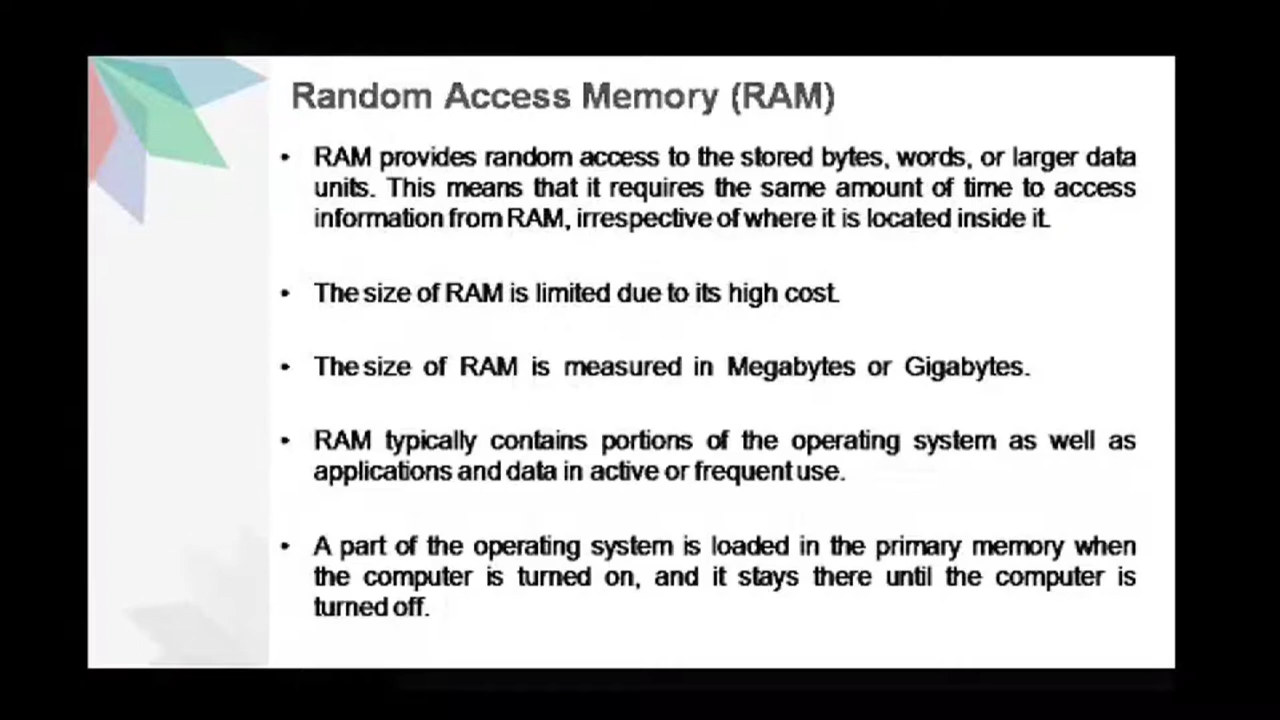 Random Access Memory (RAM)
• RAM provides random access to the stored bytes, words, or larger data
units. This means that it requires the same amount of time to access
information from RAM, irrespective of where it is located inside it.
• The size of RAM is limited due to its high cost.
• The size of RAM is measured in Megabytes or Gigabytes.
• RAM typically contains portions of the operating system as well as
applications and data in active or frequent use.
• A part of the operating system is loaded in the primary memory when
the computer is turned on, and it stays there until the computer is
turned off.